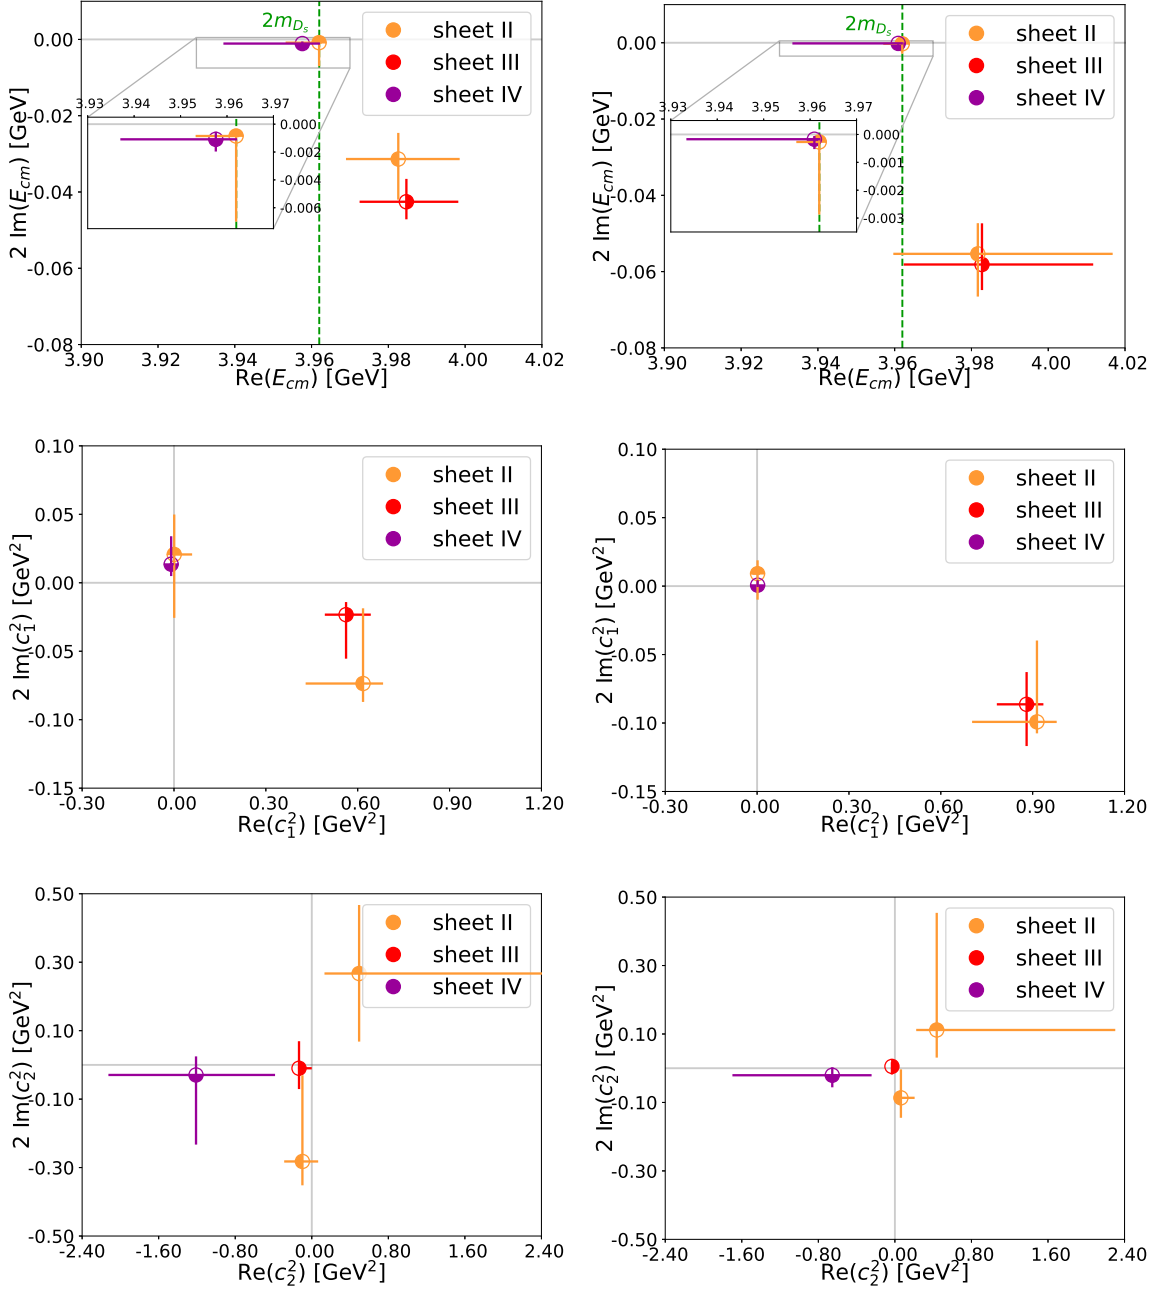 2m_{D_s}
sheet II
sheet III
sheet IV
0.00
-0.02
-0.04
-0.06
-0.08
2 Im(E_{cm}) [GeV]
3.93 3.94 3.95 3.96 3.97
0.000
-0.002
-0.004
-0.006
3.90 3.92 3.94 3.96 3.98 4.00 4.02
Re(E_{cm}) [GeV]
2m_{D_s}
sheet II
sheet III
sheet IV
0.00
-0.02
-0.04
-0.06
-0.08
2 Im(E_{cm}) [GeV]
3.93 3.94 3.95 3.96 3.97
0.000
-0.001
-0.002
-0.003
3.90 3.92 3.94 3.96 3.98 4.00 4.02
Re(E_{cm}) [GeV]
sheet II
sheet III
sheet IV
0.10
0.05
0.00
-0.05
-0.10
-0.15
2 Im(c_1^2) [GeV^2]
-0.30 0.00 0.30 0.60 0.90 1.20
Re(c_1^2) [GeV^2]
sheet II
sheet III
sheet IV
0.10
0.05
0.00
-0.05
-0.10
-0.15
2 Im(c_1^2) [GeV^2]
-0.30 0.00 0.30 0.60 0.90 1.20
Re(c_1^2) [GeV^2]
sheet II
sheet III
sheet IV
0.50
0.30
0.10
-0.10
-0.30
-0.50
2 Im(c_2^2) [GeV^2]
-2.40 -1.60 -0.80 0.00 0.80 1.60 2.40
Re(c_2^2) [GeV^2]
sheet II
sheet III
sheet IV
0.50
0.30
0.10
-0.10
-0.30
-0.50
2 Im(c_2^2) [GeV^2]
-2.40 -1.60 -0.80 0.00 0.80 1.60 2.40
Re(c_2^2) [GeV^2]